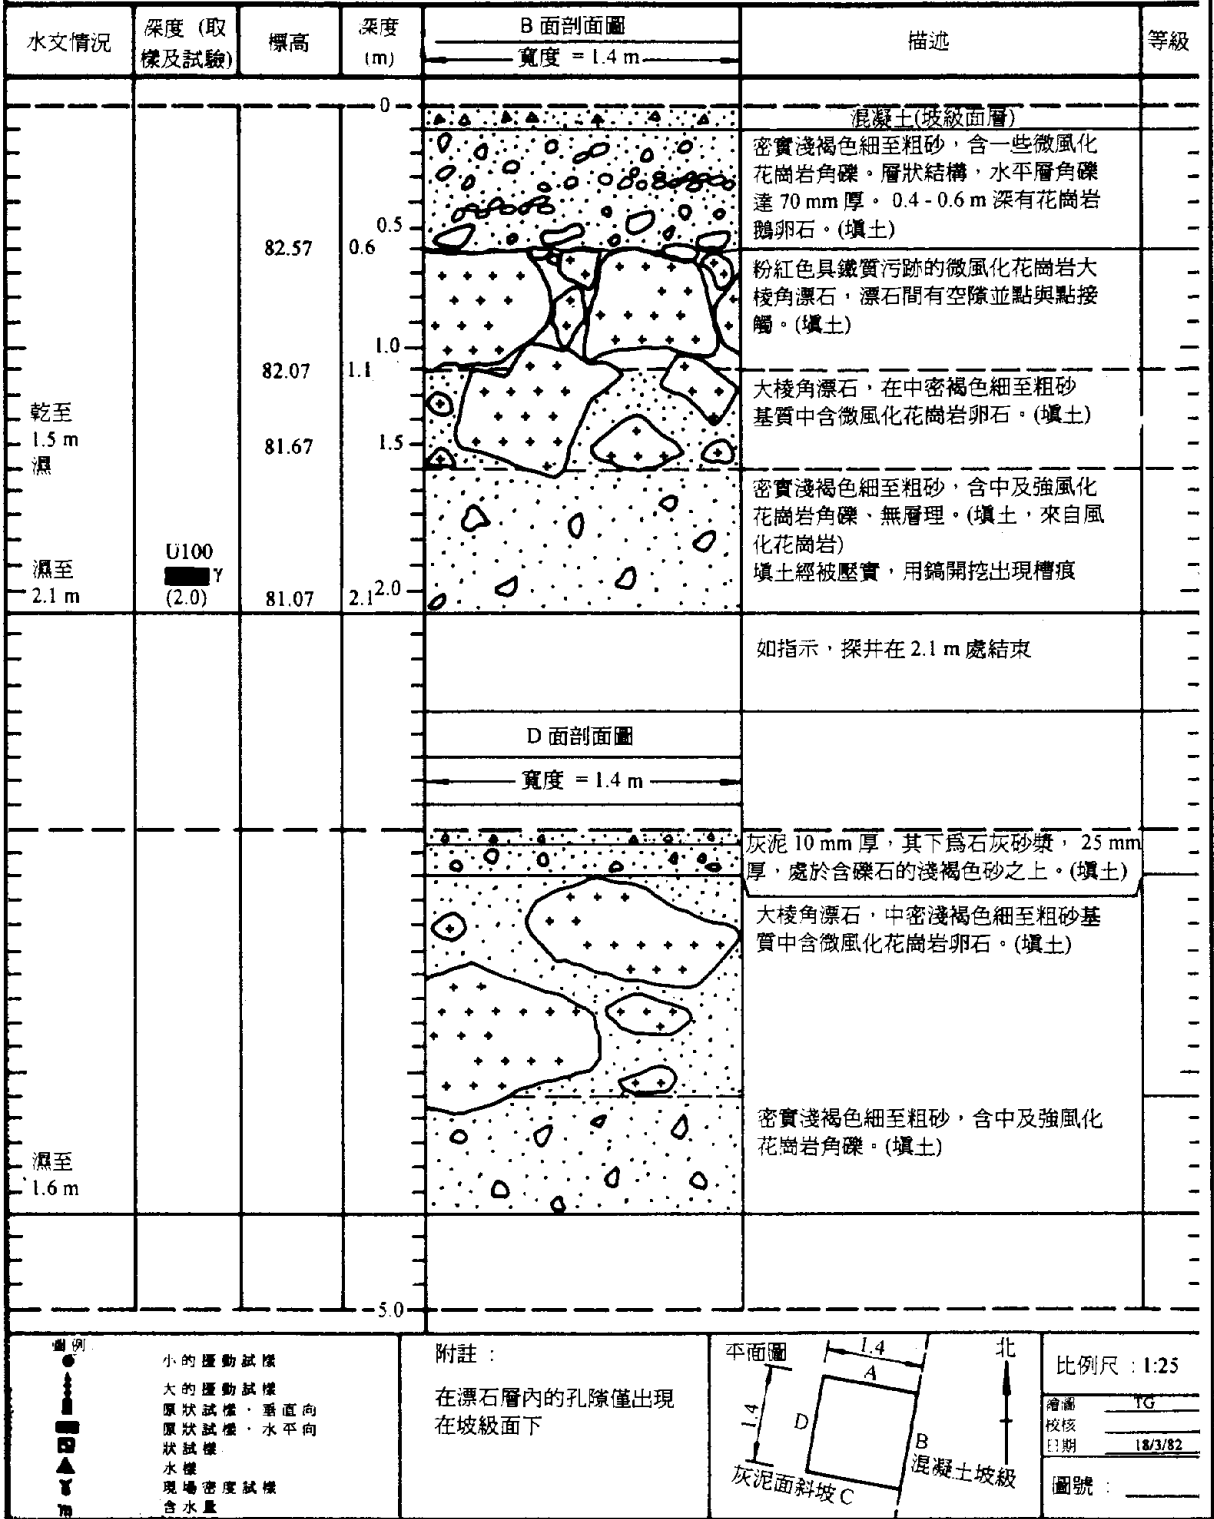 水文情況
深度 (取
樣及試驗)
標高
深度
(m)
B 面剖面圖
寬度 = 1.4 m
描述
等級
0
混凝土(坡級面層)
密實淺褐色細至粗砂，含一些微風化
花崗岩角礫。層狀結構，水平層角礫
達 70 mm 厚。 0.4 - 0.6 m 深有花崗岩
鵝卵石。(塡土)
0.5
82.57
0.6
粉紅色具鐵質污跡的微風化花崗岩大
棱角漂石，漂石間有空隙並點與點接
觸。(塡土)
1.0
82.07
1.1
大棱角漂石，在中密褐色細至粗砂
基質中含微風化花崗岩卵石。(塡土)
乾至
1.5 m
濕
81.67
1.5
密實淺褐色細至粗砂，含中及強風化
花崗岩角礫、無層理。(塡土，來自風
化花崗岩)
塡土經被壓實，用鎬開挖出現槽痕
濕至
2.1 m
U100
γ
(2.0)
81.07
2.1
2.0
如指示，探井在 2.1 m 處結束
D 面剖面圖
寬度 = 1.4 m
灰泥 10 mm 厚，其下爲石灰砂漿， 25 mm
厚，處於含礫石的淺褐色砂之上。(塡土)
大棱角漂石，中密淺褐色細至粗砂基
質中含微風化花崗岩卵石。(塡土)
密實淺褐色細至粗砂，含中及強風化
花崗岩角礫。(塡土)
濕至
1.6 m
5.0
圖例
小的擾動試樣
大的擾動試樣
原狀試樣，垂直向
原狀試樣，水平向
狀試樣
水樣
現場密度試樣
含水量
附註：
在漂石層內的孔隙僅出現
在坡級面下
平面圖
1.4
A
1.4
D
B
混凝土坡級
灰泥面斜坡 C
北
比例尺：1:25
繪圖 TG
校核
日期 18/3/82
圖號：